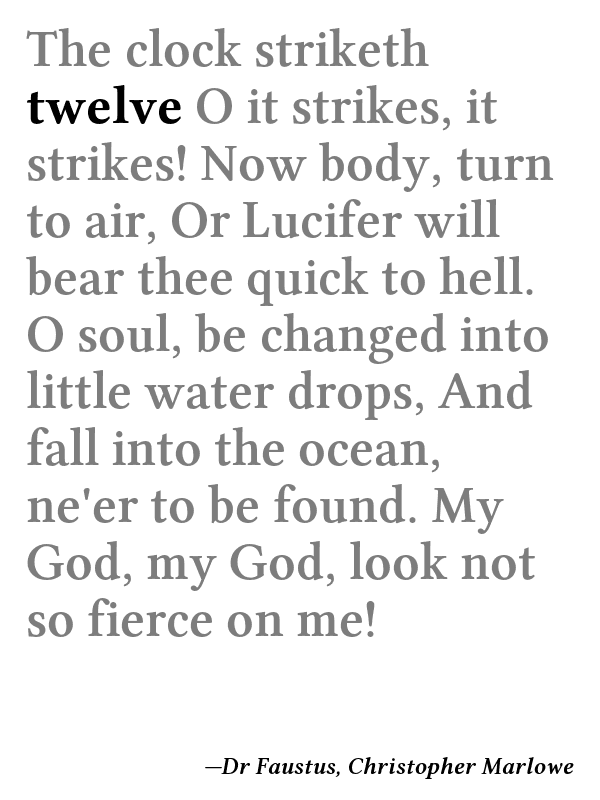 The clock striketh
twelve O it strikes, it
strikes! Now body, turn
to air, Or Lucifer will
bear thee quick to hell.
O soul, be changed into
little water drops, And
fall into the ocean,
ne'er to be found. My
God, my God, look not
so fierce on me!
—Dr Faustus, Christopher Marlowe